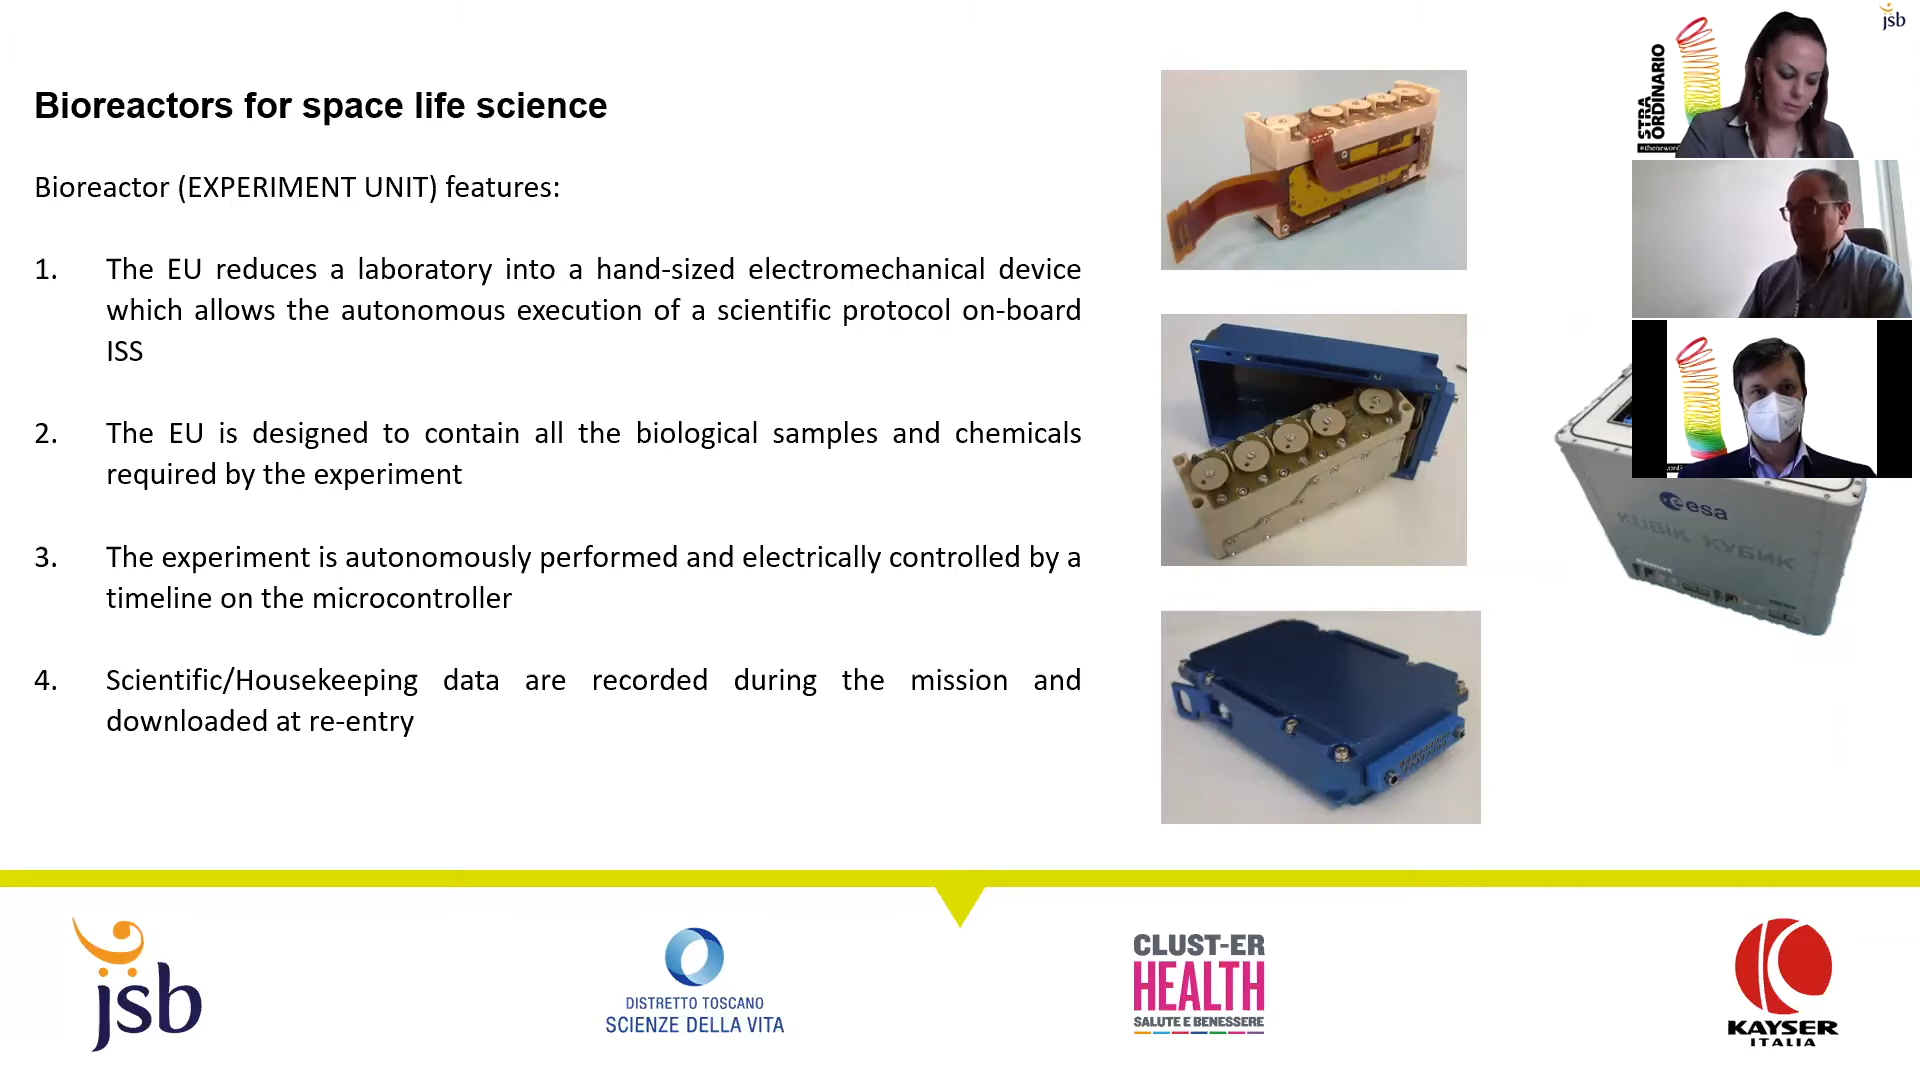 Bioreactors for space life science
Bioreactor (EXPERIMENT UNIT) features:
1. The EU reduces a laboratory into a hand-sized electromechanical device
which allows the autonomous execution of a scientific protocol on-board
ISS
2. The EU is designed to contain all the biological samples and chemicals
required by the experiment
3. The experiment is autonomously performed and electrically controlled by a
timeline on the microcontroller
4. Scientific/Housekeeping data are recorded during the mission and
downloaded at re-entry
jsb
STRA
ORDINARIO
esa
KUBIK КУБИК
jsb
DISTRETTO TOSCANO
SCIENZE DELLA VITA
CLUST-ER
HEALTH
SALUTE E BENESSERE
KAYSER
ITALIA